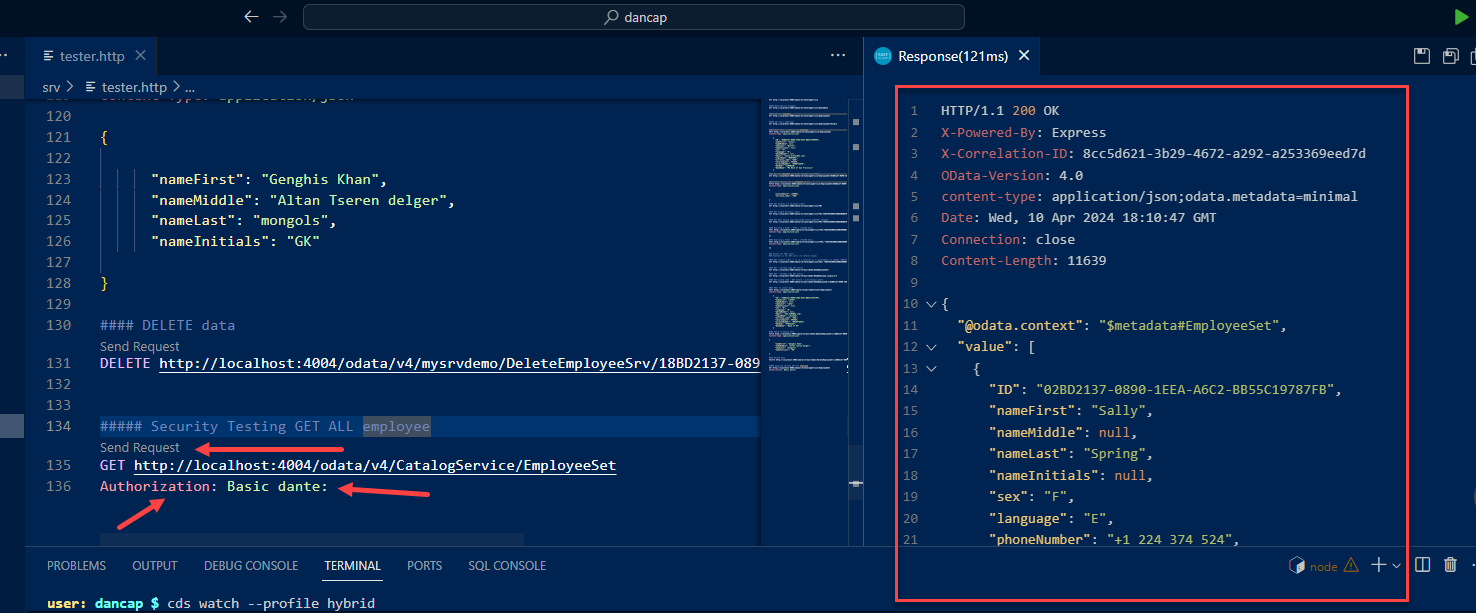 dancap
tester.http
srv > tester.http > ...
120
121 {
122
123 "nameFirst": "Genghis Khan",
124 "nameMiddle": "Altan Tseren delger",
125 "nameLast": "mongols",
126 "nameInitials": "GK"
127
128 }
129
130 #### DELETE data
Send Request
131 DELETE http://localhost:4004/odata/v4/mysrvdemo/DeleteEmployeeSrv/18BD2137-089
132
133
134 ##### Security Testing GET ALL employee
Send Request
135 GET http://localhost:4004/odata/v4/CatalogService/EmployeeSet
136 Authorization: Basic dante:
Response(121ms)
1 HTTP/1.1 200 OK
2 X-Powered-By: Express
3 X-Correlation-ID: 8cc5d621-3b29-4672-a292-a253369eed7d
4 OData-Version: 4.0
5 content-type: application/json;odata.metadata=minimal
6 Date: Wed, 10 Apr 2024 18:10:47 GMT
7 Connection: close
8 Content-Length: 11639
9
10 {
11 "@odata.context": "$metadata#EmployeeSet",
12 "value": [
13 {
14 "ID": "02BD2137-0890-1EEA-A6C2-BB55C19787FB",
15 "nameFirst": "Sally",
16 "nameMiddle": null,
17 "nameLast": "Spring",
18 "nameInitials": null,
19 "sex": "F",
20 "language": "E",
21 "phoneNumber": "+1 224 374 524",
PROBLEMS OUTPUT DEBUG CONSOLE TERMINAL PORTS SQL CONSOLE
node
user: dancap $ cds watch --profile hybrid